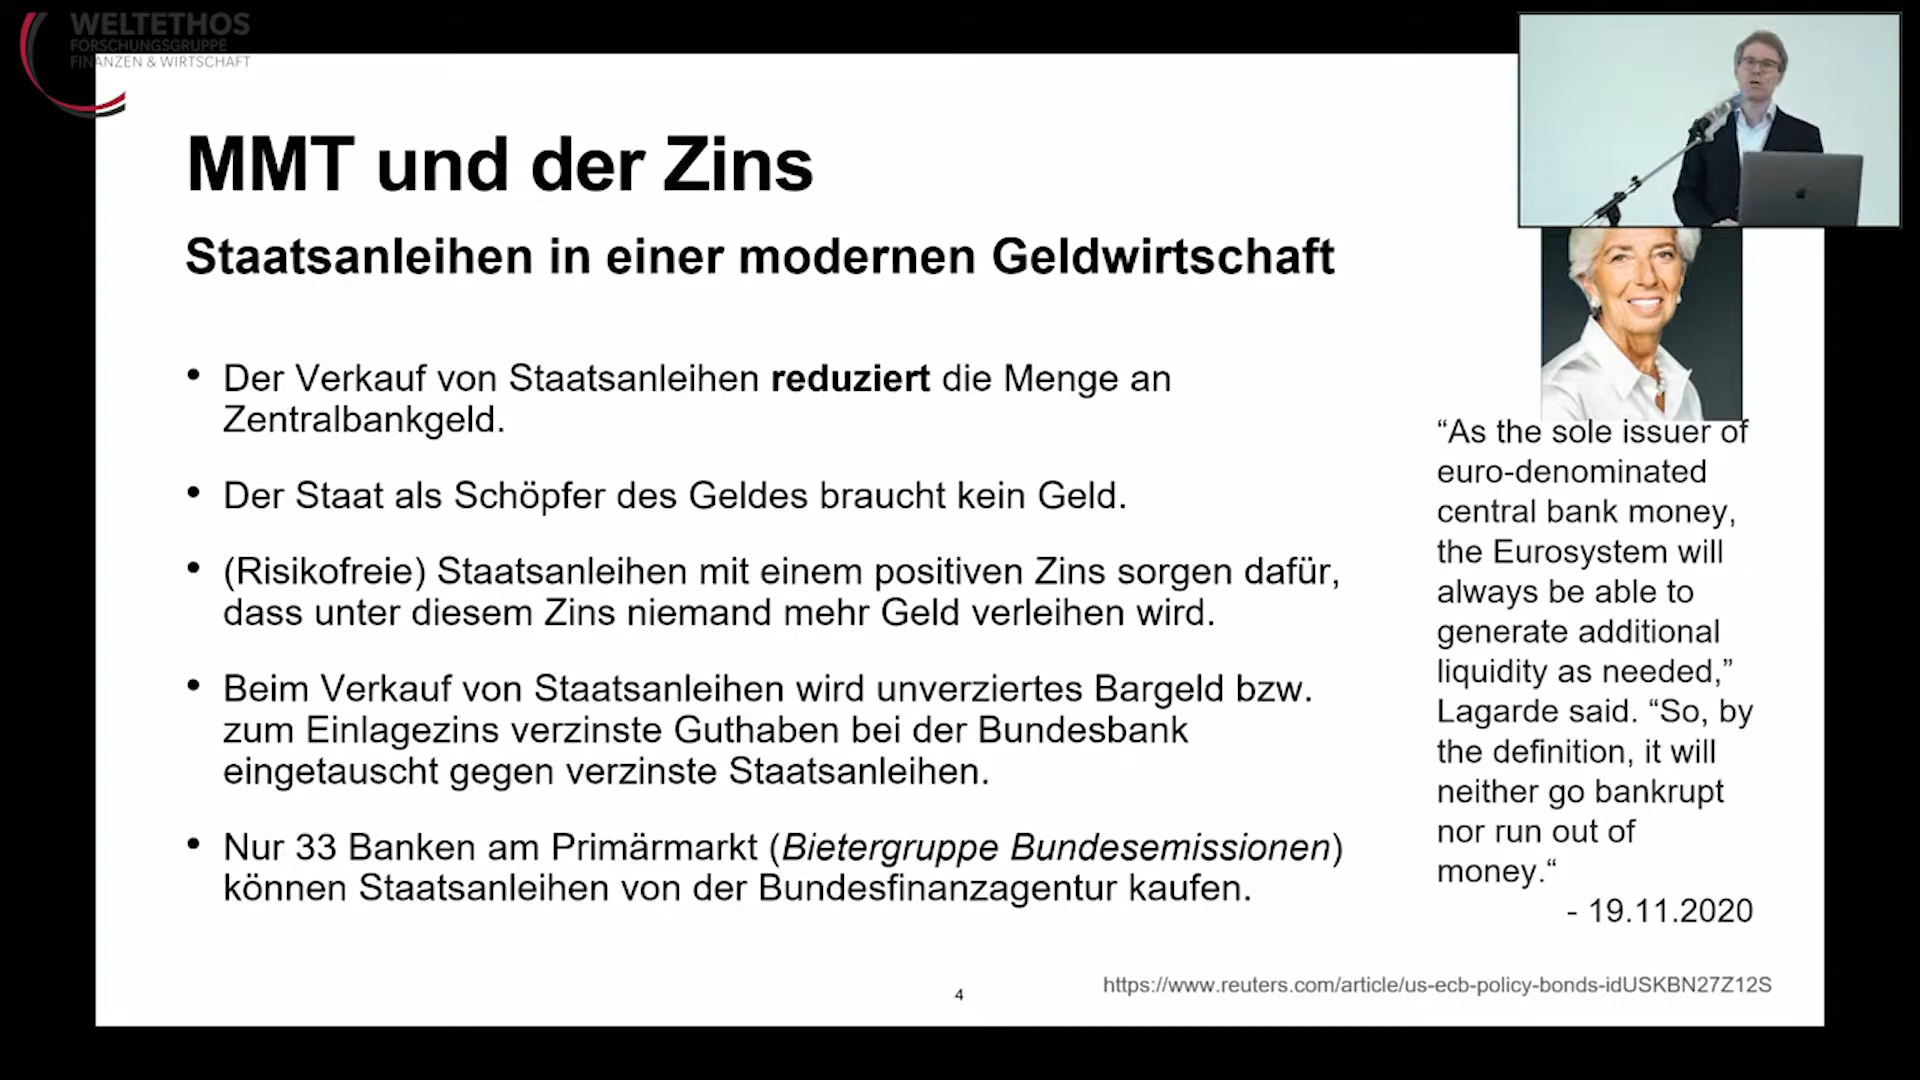 WELTETHOS
FORSCHUNGSGRUPPE
FINANZEN & WIRTSCHAFT
MMT und der Zins
Staatsanleihen in einer modernen Geldwirtschaft
• Der Verkauf von Staatsanleihen reduziert die Menge an
Zentralbankgeld.
• Der Staat als Schöpfer des Geldes braucht kein Geld.
• (Risikofreie) Staatsanleihen mit einem positiven Zins sorgen dafür,
dass unter diesem Zins niemand mehr Geld verleihen wird.
• Beim Verkauf von Staatsanleihen wird unverziertes Bargeld bzw.
zum Einlagezins verzinste Guthaben bei der Bundesbank
eingetauscht gegen verzinste Staatsanleihen.
• Nur 33 Banken am Primärmarkt (Bietergruppe Bundesemissionen)
können Staatsanleihen von der Bundesfinanzagentur kaufen.
“As the sole issuer of
euro-denominated
central bank money,
the Eurosystem will
always be able to
generate additional
liquidity as needed,”
Lagarde said. “So, by
the definition, it will
neither go bankrupt
nor run out of
money.“
- 19.11.2020
https://www.reuters.com/article/us-ecb-policy-bonds-idUSKBN27Z12S
4